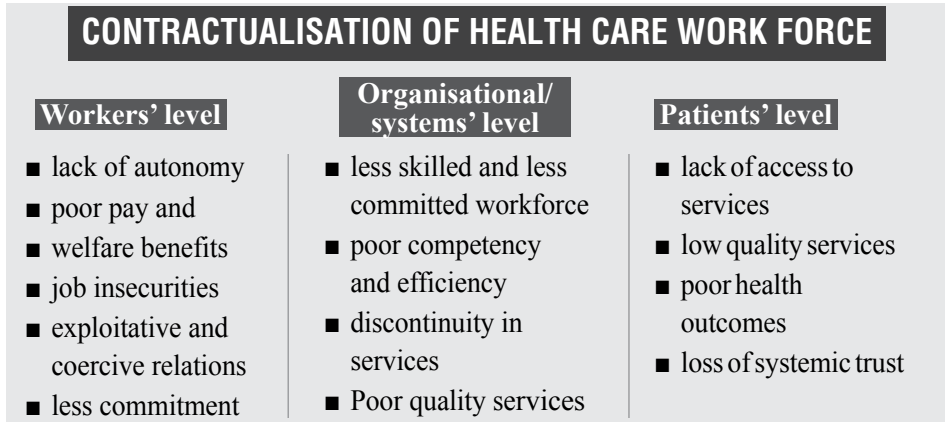 CONTRACTUALISATION OF HEALTH CARE WORK FORCE
Workers' level
■ lack of autonomy
■ poor pay and
■ welfare benefits
■ job insecurities
■ exploitative and
coercive relations
■ less commitment
Organisational/
systems' level
■ less skilled and less
committed workforce
■ poor competency
and efficiency
■ discontinuity in
services
■ Poor quality services
Patients' level
■ lack of access to
services
■ low quality services
■ poor health
outcomes
■ loss of systemic trust